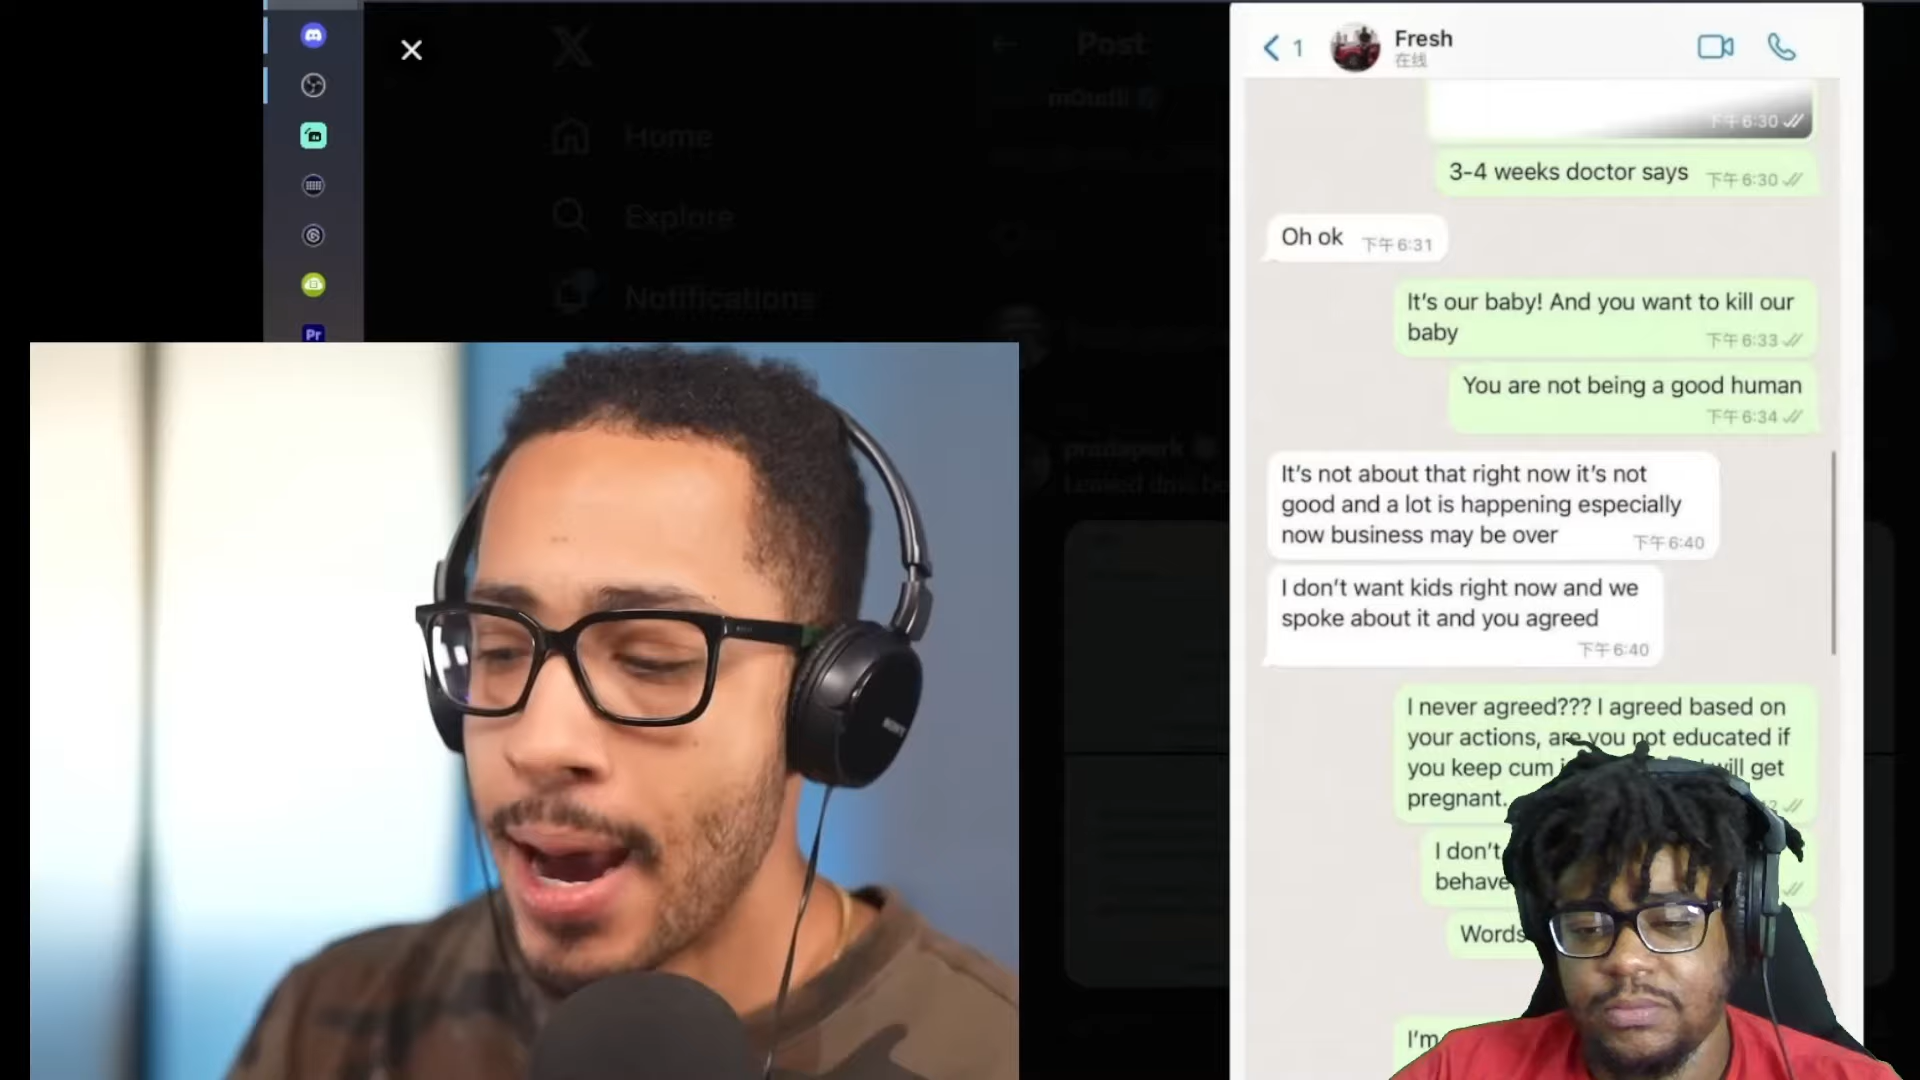 Post
Home
Explore
Notifications
Pr
1
Fresh
在线
下午 6:30
3-4 weeks doctor says
下午 6:30
Oh ok
下午 6:31
It's our baby! And you want to kill our
baby
下午 6:33
You are not being a good human
下午 6:34
It's not about that right now it's not
good and a lot is happening especially
now business may be over
下午 6:40
I don't want kids right now and we
spoke about it and you agreed
下午 6:40
I never agreed??? I agreed based on
your actions, are you not educated if
you keep cum will get
pregnant.
I don't
behave
Words
I'm
SONY